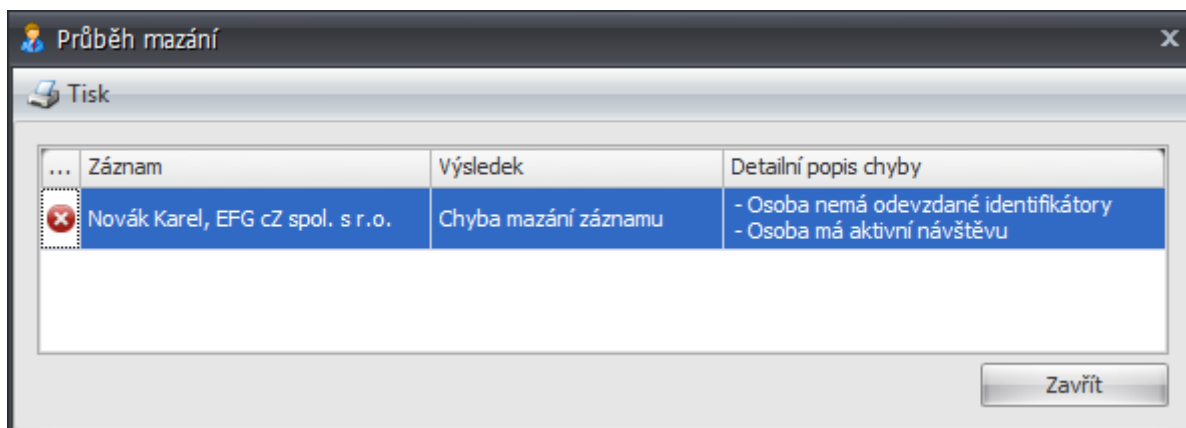 Průběh mazání
Tisk
... Záznam Výsledek Detailní popis chyby
Novák Karel, EFG cZ spol. s r.o. Chyba mazání záznamu - Osoba nemá odevzdané identifikátory
- Osoba má aktivní návštěvu
Zavřít